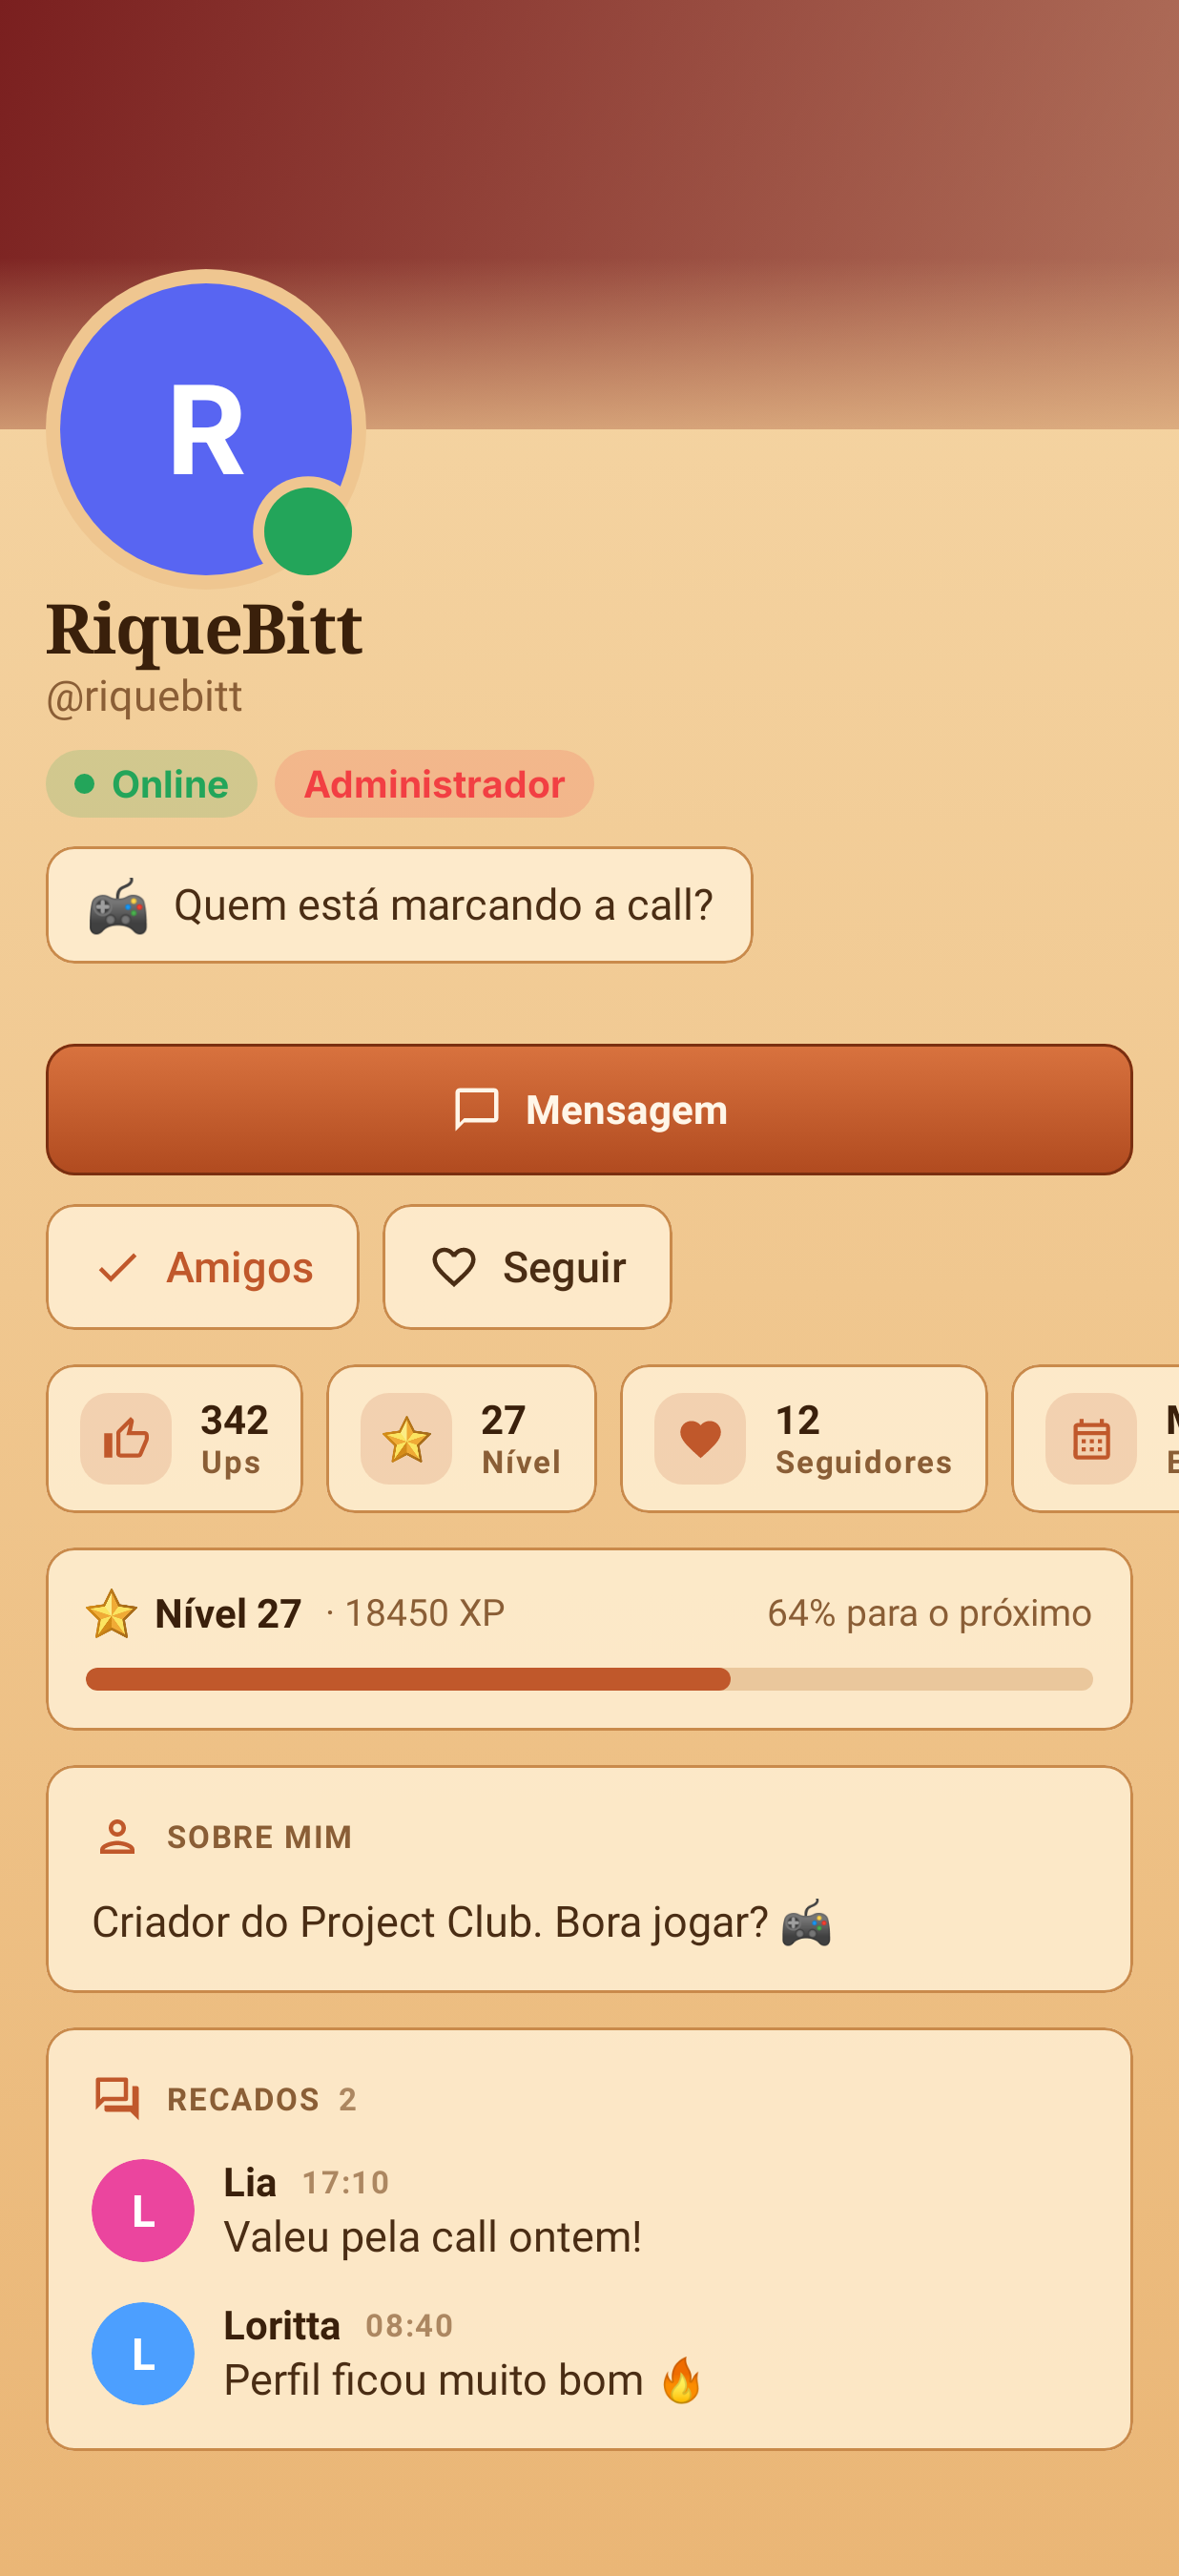 R
RiqueBitt
@riquebitt
Online
Administrador
🎮 Quem está marcando a call?
Mensagem
Amigos
Seguir
342
Ups
27
Nível
12
Seguidores
Nível 27 · 18450 XP
64% para o próximo
SOBRE MIM
Criador do Project Club. Bora jogar? 🎮
RECADOS 2
L
Lia 17:10
Valeu pela call ontem!
L
Loritta 08:40
Perfil ficou muito bom 🔥